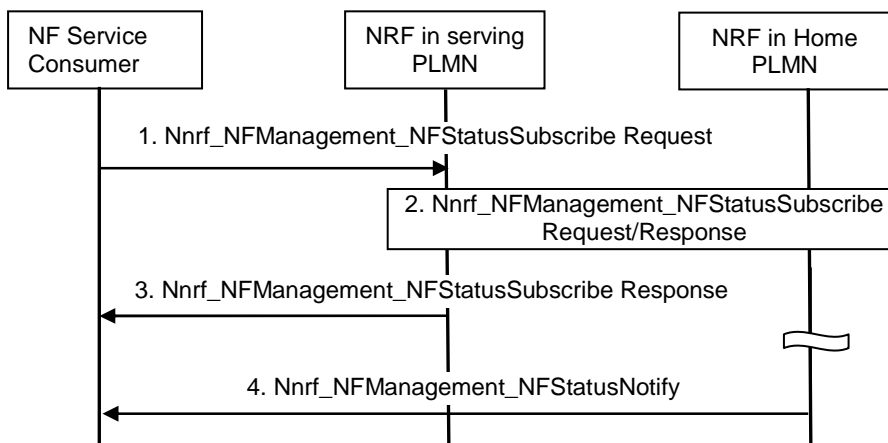 NF Service
Consumer
NRF in serving
PLMN
NRF in Home
PLMN
1. Nnrf_NFManagement_NFStatusSubscribe Request
2. Nnrf_NFManagement_NFStatusSubscribe
Request/Response
3. Nnrf_NFManagement_NFStatusSubscribe Response
4. Nnrf_NFManagement_NFStatusNotify